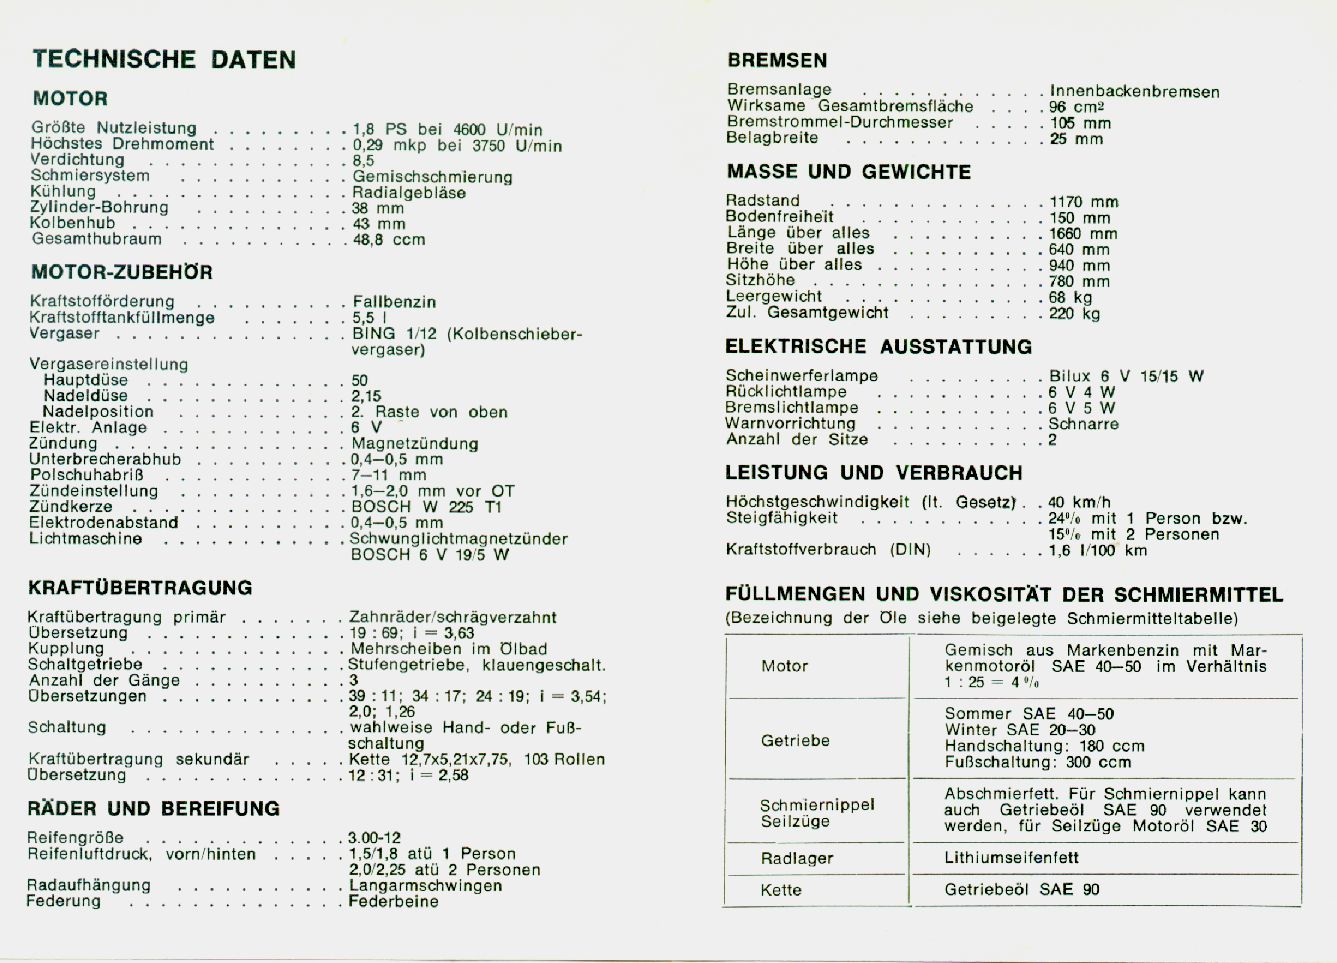 TECHNISCHE DATEN
MOTOR
Größte Nutzleistung . . . . . . . . . 1,8 PS bei 4600 U/min
Höchstes Drehmoment . . . . . . . . 0,29 mkp bei 3750 U/min
Verdichtung . . . . . . . . . . . . . 8,5
Schmiersystem . . . . . . . . . . . Gemischschmierung
Kühlung . . . . . . . . . . . . . . . Radialgebläse
Zylinder-Bohrung . . . . . . . . . . 38 mm
Kolbenhub . . . . . . . . . . . . . . 43 mm
Gesamthubraum . . . . . . . . . . . 48,8 ccm
MOTOR-ZUBEHÖR
Kraftstofförderung . . . . . . . . . . Fallbenzin
Kraftstofftankfüllmenge . . . . . . . 5,5 l
Vergaser . . . . . . . . . . . . . . . BING 1/12 (Kolbenschieber-
vergaser)
Vergasereinstellung
Hauptdüse . . . . . . . . . . . . . 50
Nadeldüse . . . . . . . . . . . . . 2,15
Nadelposition . . . . . . . . . . . 2. Raste von oben
Elektr. Anlage . . . . . . . . . . . . 6 V
Zündung . . . . . . . . . . . . . . . Magnetzündung
Unterbrecherabhub . . . . . . . . . . 0,4—0,5 mm
Polschuhabriß . . . . . . . . . . . . 7—11 mm
Zündeinstellung . . . . . . . . . . . 1,6—2,0 mm vor OT
Zündkerze . . . . . . . . . . . . . . BOSCH W 225 T1
Elektrodenabstand . . . . . . . . . . 0,4—0,5 mm
Lichtmaschine . . . . . . . . . . . . Schwunglichtmagnetzünder
BOSCH 6 V 19/5 W
KRAFTÜBERTRAGUNG
Kraftübertragung primär . . . . . . . Zahnräder/schrägverzahnt
Übersetzung . . . . . . . . . . . . . 19 : 69; i = 3,63
Kupplung . . . . . . . . . . . . . . Mehrscheiben im Ölbad
Schaltgetriebe . . . . . . . . . . . . Stufengetriebe, klauengeschalt.
Anzahl der Gänge . . . . . . . . . . 3
Übersetzungen . . . . . . . . . . . . 39 : 11; 34 : 17; 24 : 19; i = 3,54;
2,0; 1,26
Schaltung . . . . . . . . . . . . . . wahlweise Hand- oder Fuß-
schaltung
Kraftübertragung sekundär . . . . . Kette 12,7x5,21x7,75, 103 Rollen
Übersetzung . . . . . . . . . . . . . 12 : 31; i = 2,58
RÄDER UND BEREIFUNG
Reifengröße . . . . . . . . . . . . . 3.00-12
Reifenluftdruck, vorn/hinten . . . . . 1,5/1,8 atü 1 Person
2,0/2,25 atü 2 Personen
Radaufhängung . . . . . . . . . . . Langarmschwingen
Federung . . . . . . . . . . . . . . Federbeine
BREMSEN
Bremsanlage . . . . . . . . . . . . Innenbackenbremsen
Wirksame Gesamtbremsfläche . . . . 96 cm²
Bremstrommel-Durchmesser . . . . . 105 mm
Belagbreite . . . . . . . . . . . . . 25 mm
MASSE UND GEWICHTE
Radstand . . . . . . . . . . . . . . 1170 mm
Bodenfreiheit . . . . . . . . . . . . 150 mm
Länge über alles . . . . . . . . . . 1660 mm
Breite über alles . . . . . . . . . . 640 mm
Höhe über alles . . . . . . . . . . . 940 mm
Sitzhöhe . . . . . . . . . . . . . . . 780 mm
Leergewicht . . . . . . . . . . . . . 68 kg
Zul. Gesamtgewicht . . . . . . . . . 220 kg
ELEKTRISCHE AUSSTATTUNG
Scheinwerferlampe . . . . . . . . . Bilux 6 V 15/15 W
Rücklichtlampe . . . . . . . . . . . 6 V 4 W
Bremslichtlampe . . . . . . . . . . . 6 V 5 W
Warnvorrichtung . . . . . . . . . . . Schnarre
Anzahl der Sitze . . . . . . . . . . 2
LEISTUNG UND VERBRAUCH
Höchstgeschwindigkeit (lt. Gesetz) . . 40 km/h
Steigfähigkeit . . . . . . . . . . . . 24% mit 1 Person bzw.
15% mit 2 Personen
Kraftstoffverbrauch (DIN) . . . . . . 1,6 l/100 km
FÜLLMENGEN UND VISKOSITÄT DER SCHMIERMITTEL
(Bezeichnung der Öle siehe beigelegte Schmiermitteltabelle)
Motor
Gemisch aus Markenbenzin mit Mar-
kenmotoröl SAE 40—50 im Verhältnis
1 : 25 = 4 %
Getriebe
Sommer SAE 40—50
Winter SAE 20—30
Handschaltung: 180 ccm
Fußschaltung: 300 ccm
Schmiernippel
Seilzüge
Abschmierfett. Für Schmiernippel kann
auch Getriebeöl SAE 90 verwendet
werden, für Seilzüge Motoröl SAE 30
Radlager
Lithiumseifenfett
Kette
Getriebeöl SAE 90